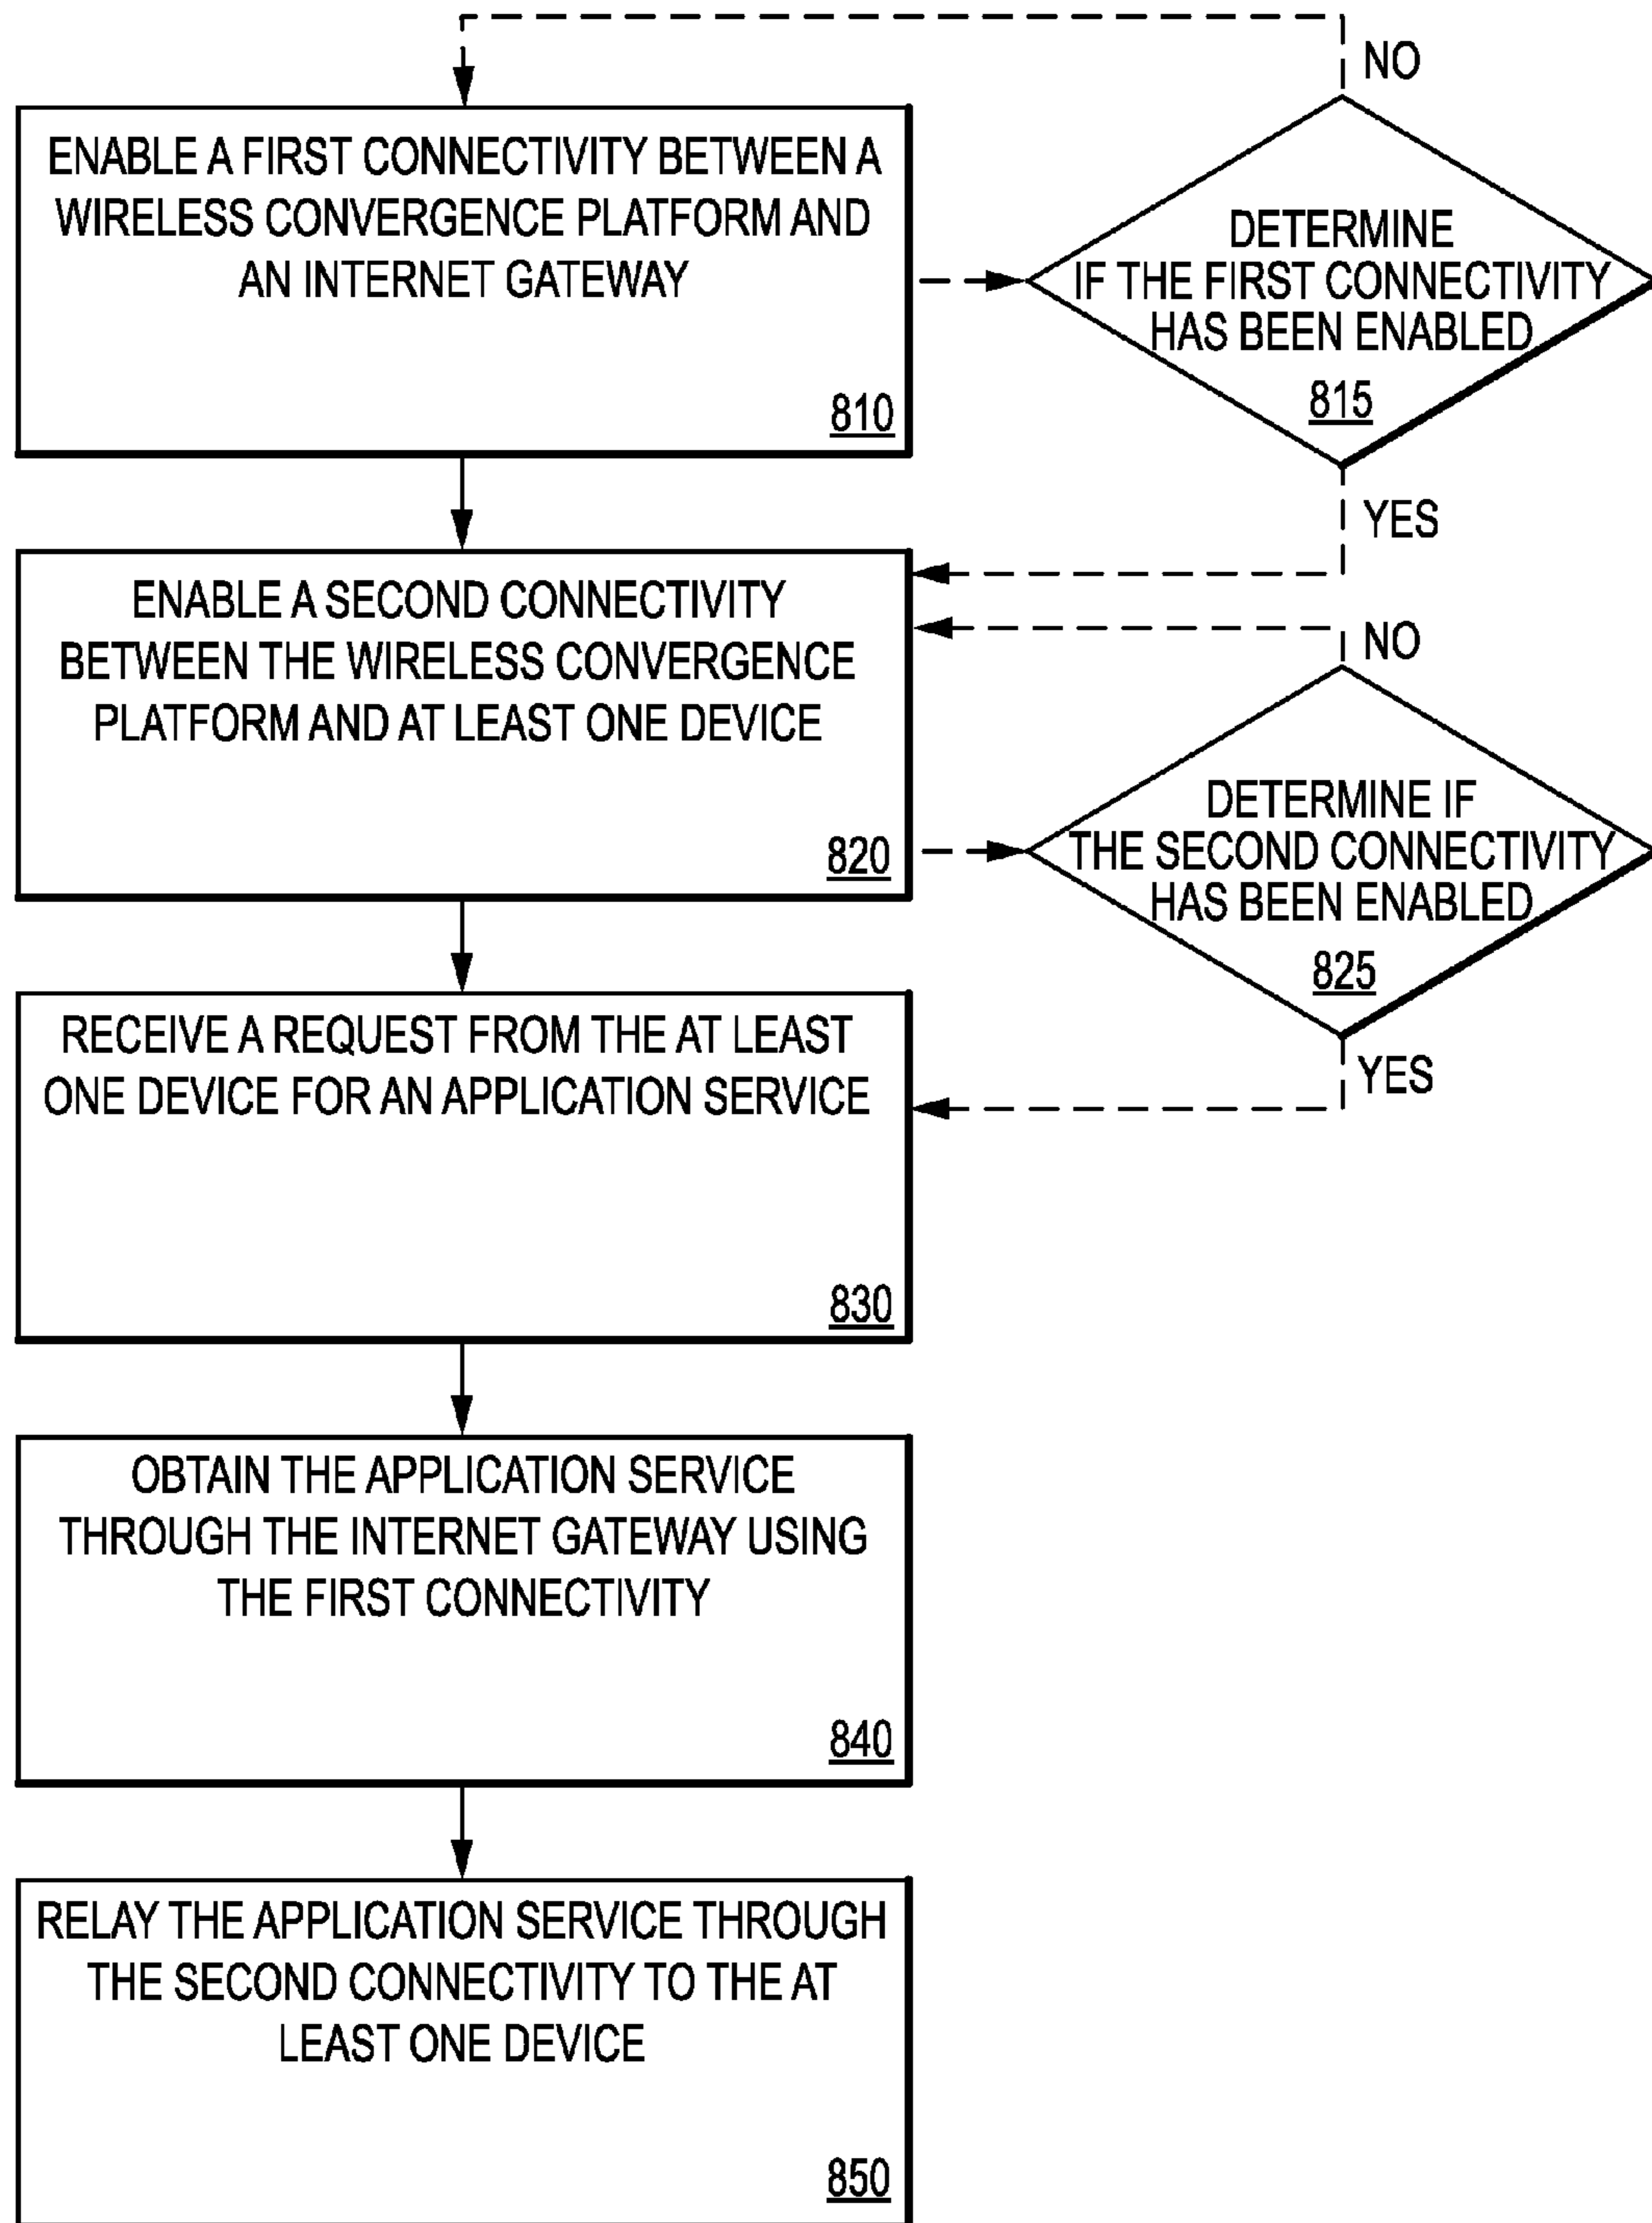 NO
ENABLE A FIRST CONNECTIVITY BETWEEN A
WIRELESS CONVERGENCE PLATFORM AND
AN INTERNET GATEWAY
810
DETERMINE
IF THE FIRST CONNECTIVITY
HAS BEEN ENABLED
815
YES
ENABLE A SECOND CONNECTIVITY
BETWEEN THE WIRELESS CONVERGENCE
PLATFORM AND AT LEAST ONE DEVICE
820
NO
DETERMINE IF
THE SECOND CONNECTIVITY
HAS BEEN ENABLED
825
YES
RECEIVE A REQUEST FROM THE AT LEAST
ONE DEVICE FOR AN APPLICATION SERVICE
830
OBTAIN THE APPLICATION SERVICE
THROUGH THE INTERNET GATEWAY USING
THE FIRST CONNECTIVITY
840
RELAY THE APPLICATION SERVICE THROUGH
THE SECOND CONNECTIVITY TO THE AT
LEAST ONE DEVICE
850